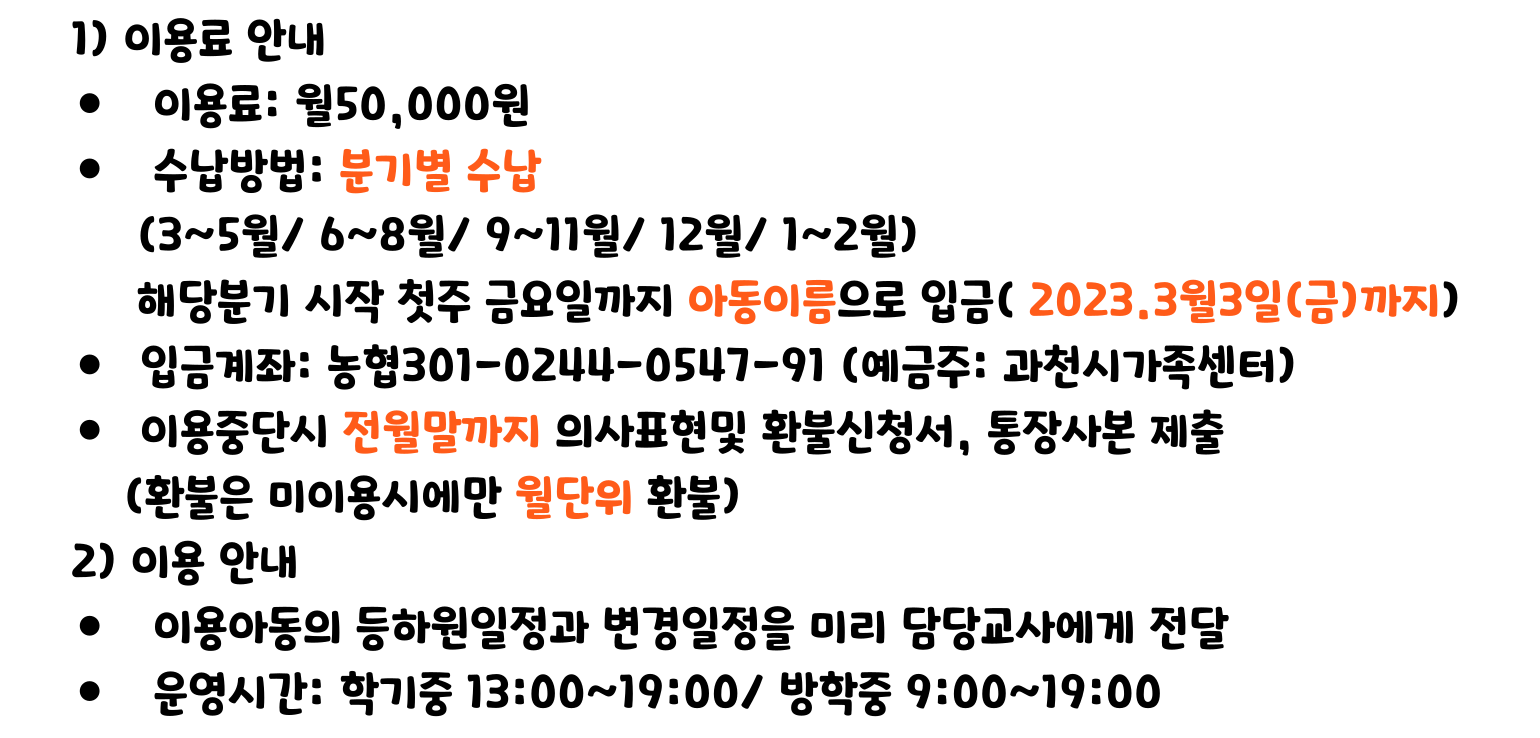 1) 이용료 안내
● 이용료: 월50,000원
● 수납방법: 분기별 수납
(3~5월/ 6~8월/ 9~11월/ 12월/ 1~2월)
해당분기 시작 첫주 금요일까지 아동이름으로 입금( 2023.3월3일(금)까지)
● 입금계좌: 농협301-0244-0547-91 (예금주: 과천시가족센터)
● 이용중단시 전월말까지 의사표현및 환불신청서, 통장사본 제출
(환불은 미이용시에만 월단위 환불)
2) 이용 안내
● 이용아동의 등하원일정과 변경일정을 미리 담당교사에게 전달
● 운영시간: 학기중 13:00~19:00/ 방학중 9:00~19:00